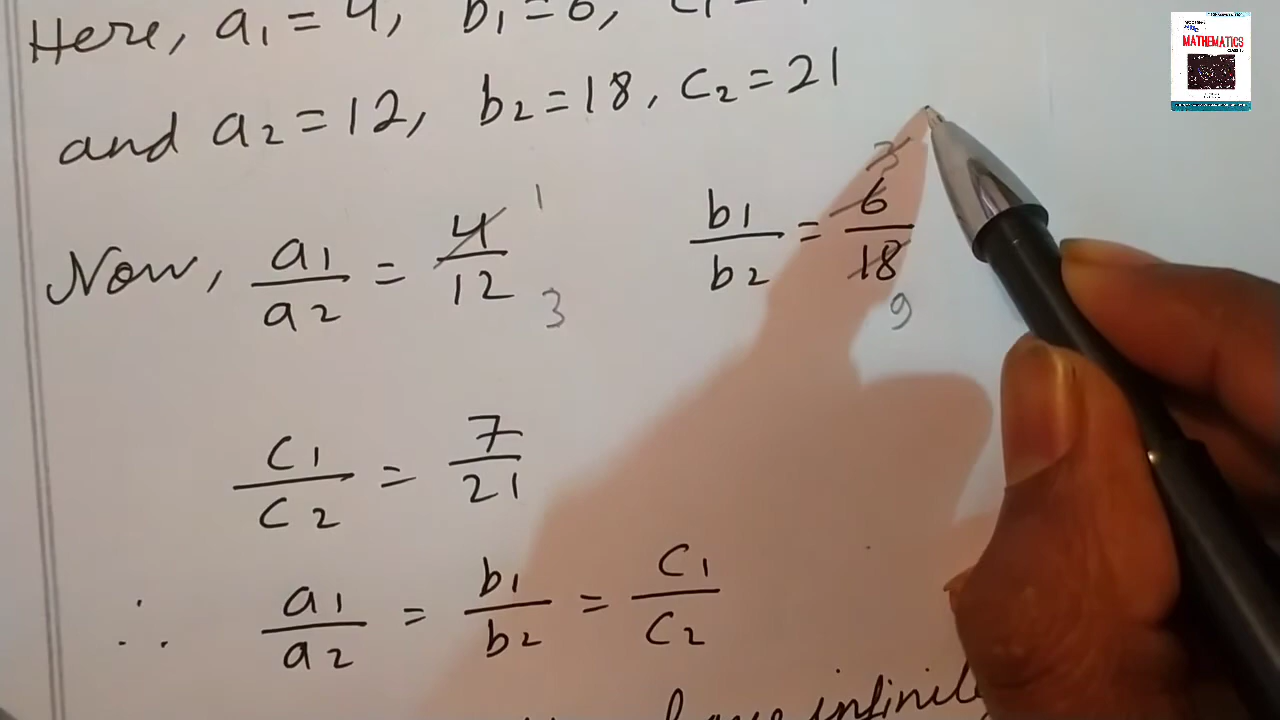 MATHEMATICS
Here, a1 = 4, b1 = 6, c1 =
and a2 = 12, b2 = 18, c2 = 21
Now, a1/a2 = 4/12 1 3 b1/b2 = 6/18 3 9
c1/c2 = 7/21
∴ a1/a2 = b1/b2 = c1/c2